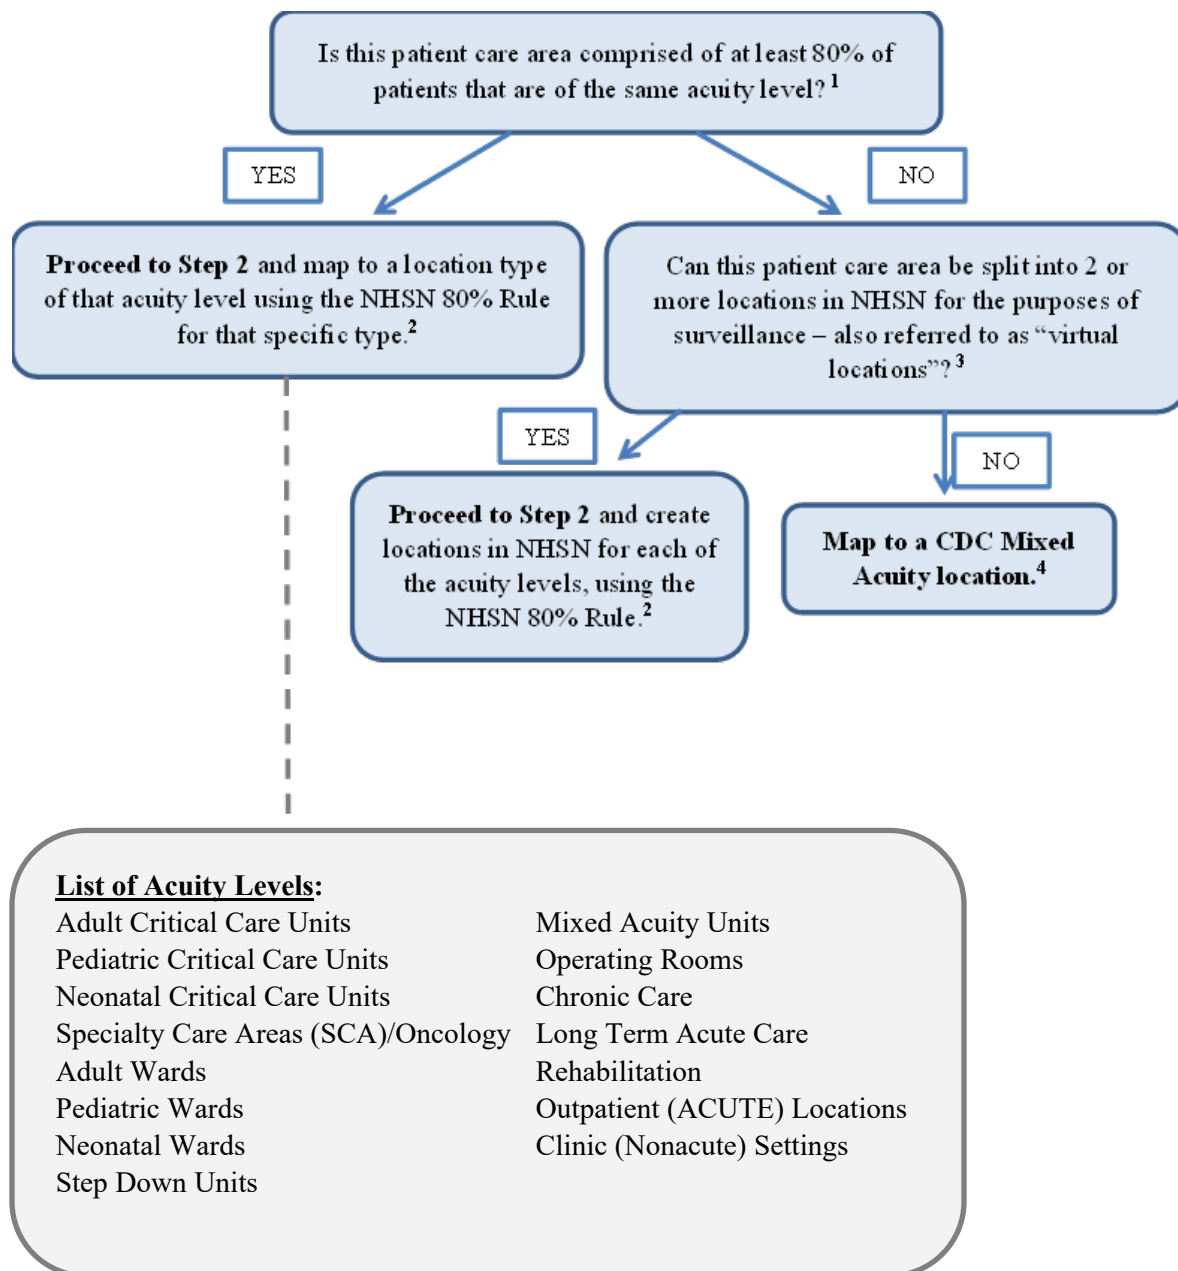 Is this patient care area comprised of at least 80% of
patients that are of the same acuity level?1
YES
NO
Proceed to Step 2 and map to a location type
of that acuity level using the NHSN 80% Rule
for that specific type.2
Can this patient care area be split into 2 or
more locations in NHSN for the purposes of
surveillance – also referred to as “virtual
locations”?3
YES
NO
Proceed to Step 2 and create
locations in NHSN for each of
the acuity levels, using the
NHSN 80% Rule.2
Map to a CDC Mixed
Acuity location.4
List of Acuity Levels:
Adult Critical Care Units
Pediatric Critical Care Units
Neonatal Critical Care Units
Specialty Care Areas (SCA)/Oncology
Adult Wards
Pediatric Wards
Neonatal Wards
Step Down Units
Mixed Acuity Units
Operating Rooms
Chronic Care
Long Term Acute Care
Rehabilitation
Outpatient (ACUTE) Locations
Clinic (Nonacute) Settings